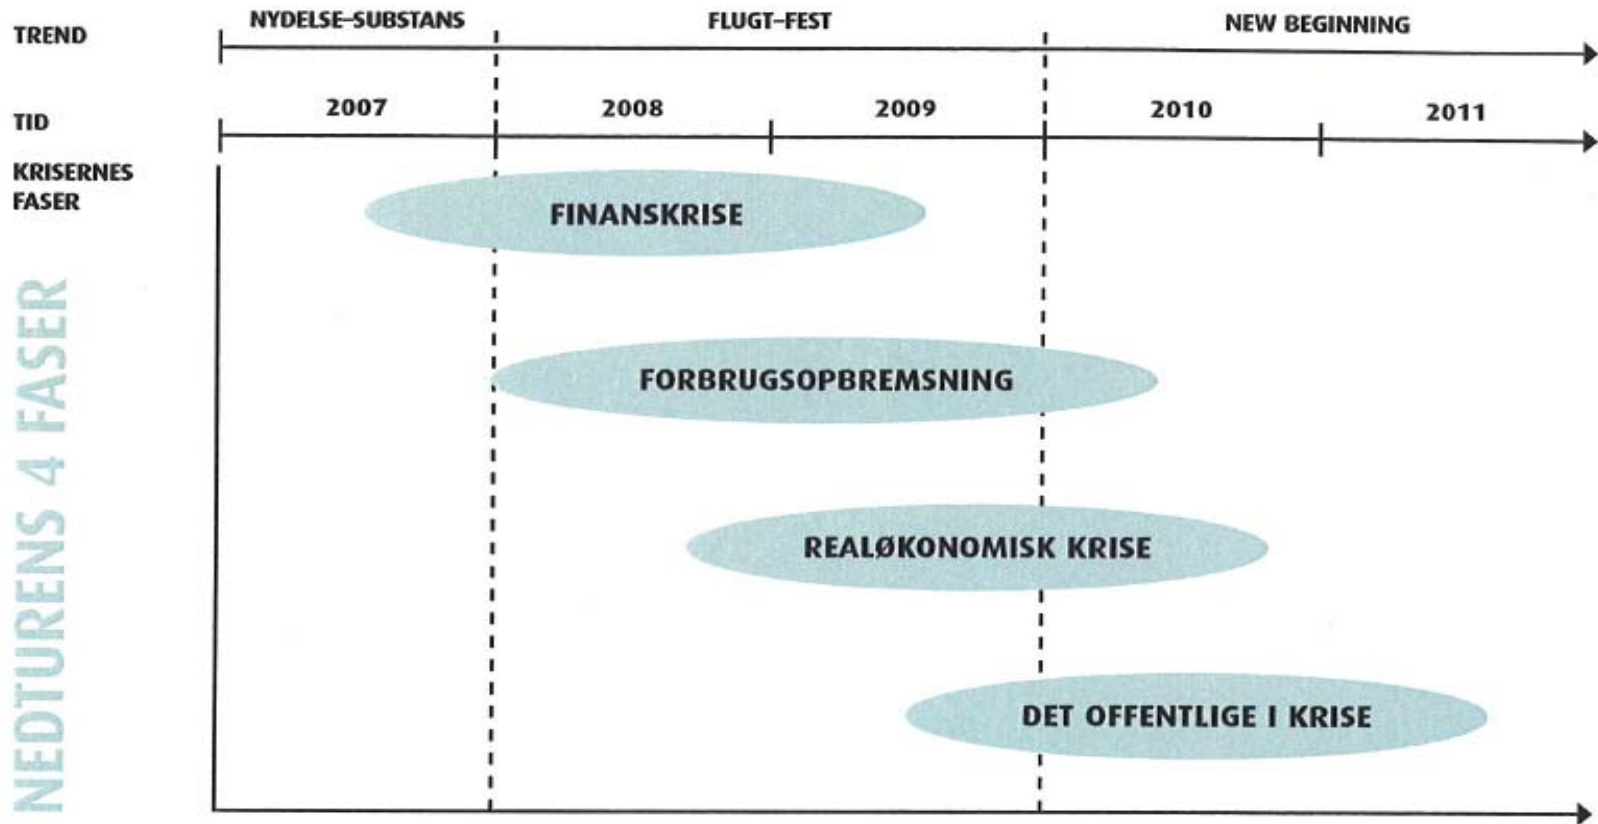 TREND
NYDELSE–SUBSTANS
FLUGT–FEST
NEW BEGINNING
TID
2007
2008
2009
2010
2011
KRISERNES
FASER
NEDTURENS 4 FASER
FINANSKRISE
FORBRUGSOPBREMSNING
REALØKONOMISK KRISE
DET OFFENTLIGE I KRISE